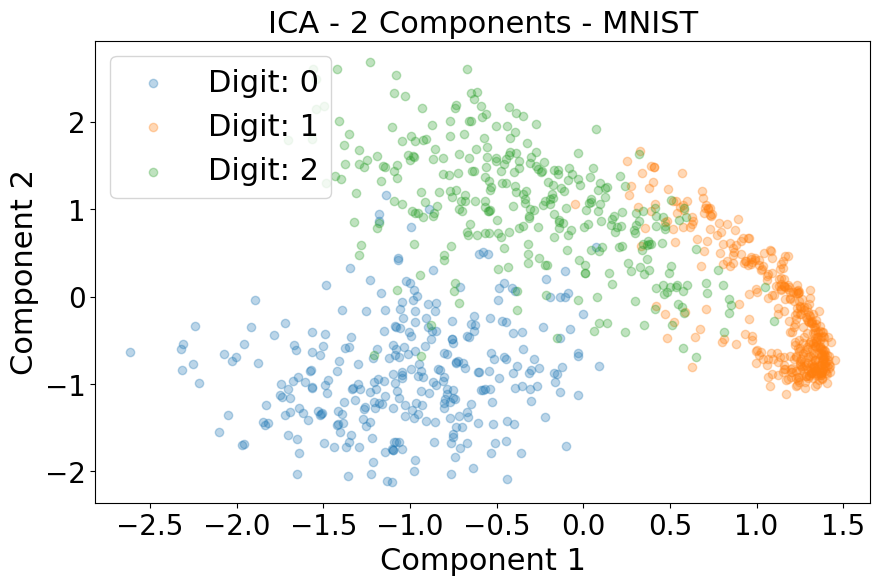 ICA - 2 Components - MNIST
Digit: 0
Digit: 1
Digit: 2
Component 2
2
1
0
−1
−2
−2.5 −2.0 −1.5 −1.0 −0.5 0.0 0.5 1.0 1.5
Component 1